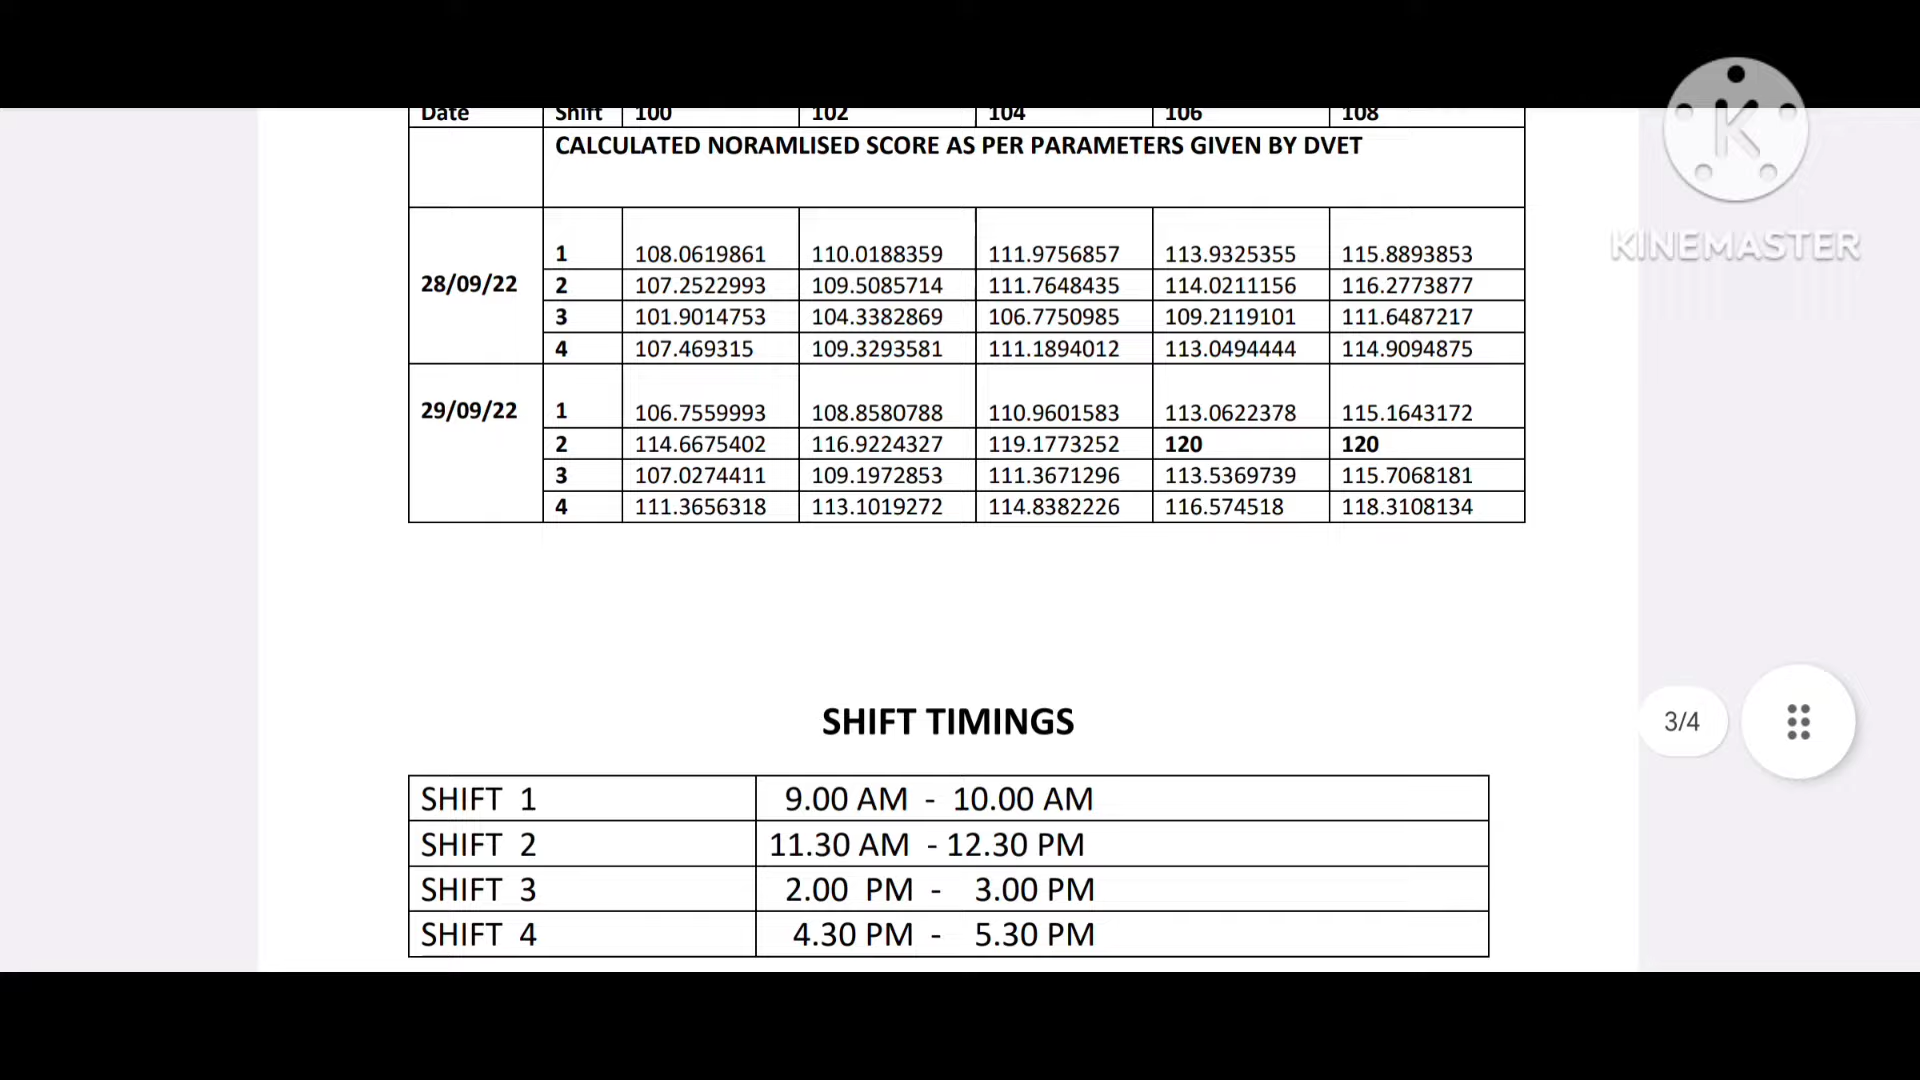 Date Shift 100 102 104 106 108
CALCULATED NORAMLISED SCORE AS PER PARAMETERS GIVEN BY DVET
28/09/22
1 108.0619861 110.0188359 111.9756857 113.9325355 115.8893853
2 107.2522993 109.5085714 111.7648435 114.0211156 116.2773877
3 101.9014753 104.3382869 106.7750985 109.2119101 111.6487217
4 107.469315 109.3293581 111.1894012 113.0494444 114.9094875
29/09/22
1 106.7559993 108.8580788 110.9601583 113.0622378 115.1643172
2 114.6675402 116.9224327 119.1773252 120 120
3 107.0274411 109.1972853 111.3671296 113.5369739 115.7068181
4 111.3656318 113.1019272 114.8382226 116.574518 118.3108134
SHIFT TIMINGS
SHIFT 1 9.00 AM - 10.00 AM
SHIFT 2 11.30 AM - 12.30 PM
SHIFT 3 2.00 PM - 3.00 PM
SHIFT 4 4.30 PM - 5.30 PM
3/4
K
KINEMASTER